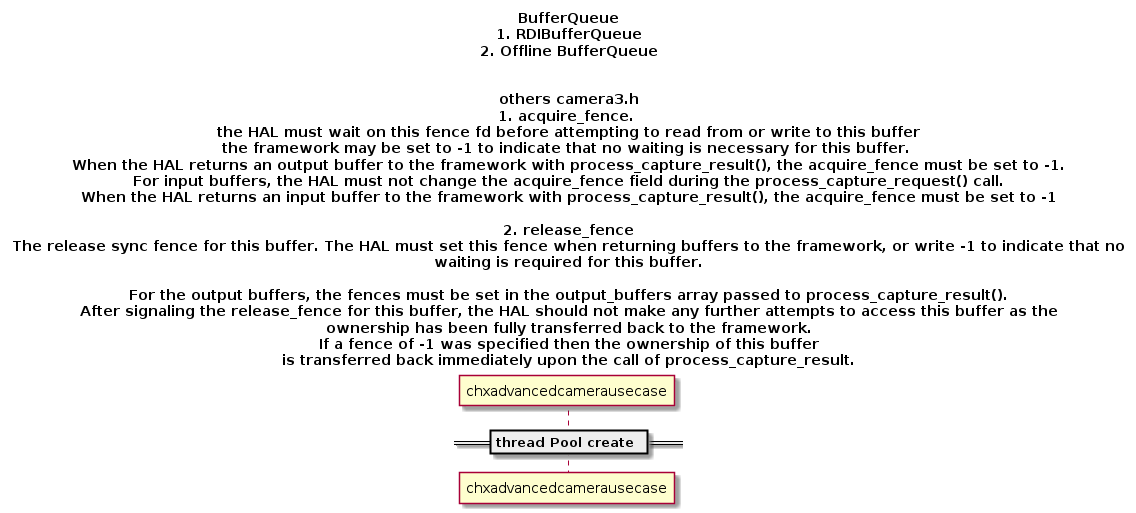 BufferQueue
1. RDIBufferQueue
2. Offline BufferQueue
others camera3.h
1. acquire_fence.
the HAL must wait on this fence fd before attempting to read from or write to this buffer
the framework may be set to -1 to indicate that no waiting is necessary for this buffer.
When the HAL returns an output buffer to the framework with process_capture_result(), the acquire_fence must be set to -1.
For input buffers, the HAL must not change the acquire_fence field during the process_capture_request() call.
When the HAL returns an input buffer to the framework with process_capture_result(), the acquire_fence must be set to -1
2. release_fence
The release sync fence for this buffer. The HAL must set this fence when returning buffers to the framework, or write -1 to indicate that no
waiting is required for this buffer.
For the output buffers, the fences must be set in the output_buffers array passed to process_capture_result().
After signaling the release_fence for this buffer, the HAL should not make any further attempts to access this buffer as the
ownership has been fully transferred back to the framework.
If a fence of -1 was specified then the ownership of this buffer
is transferred back immediately upon the call of process_capture_result.
chxadvancedcamerausecase
thread Pool create
chxadvancedcamerausecase